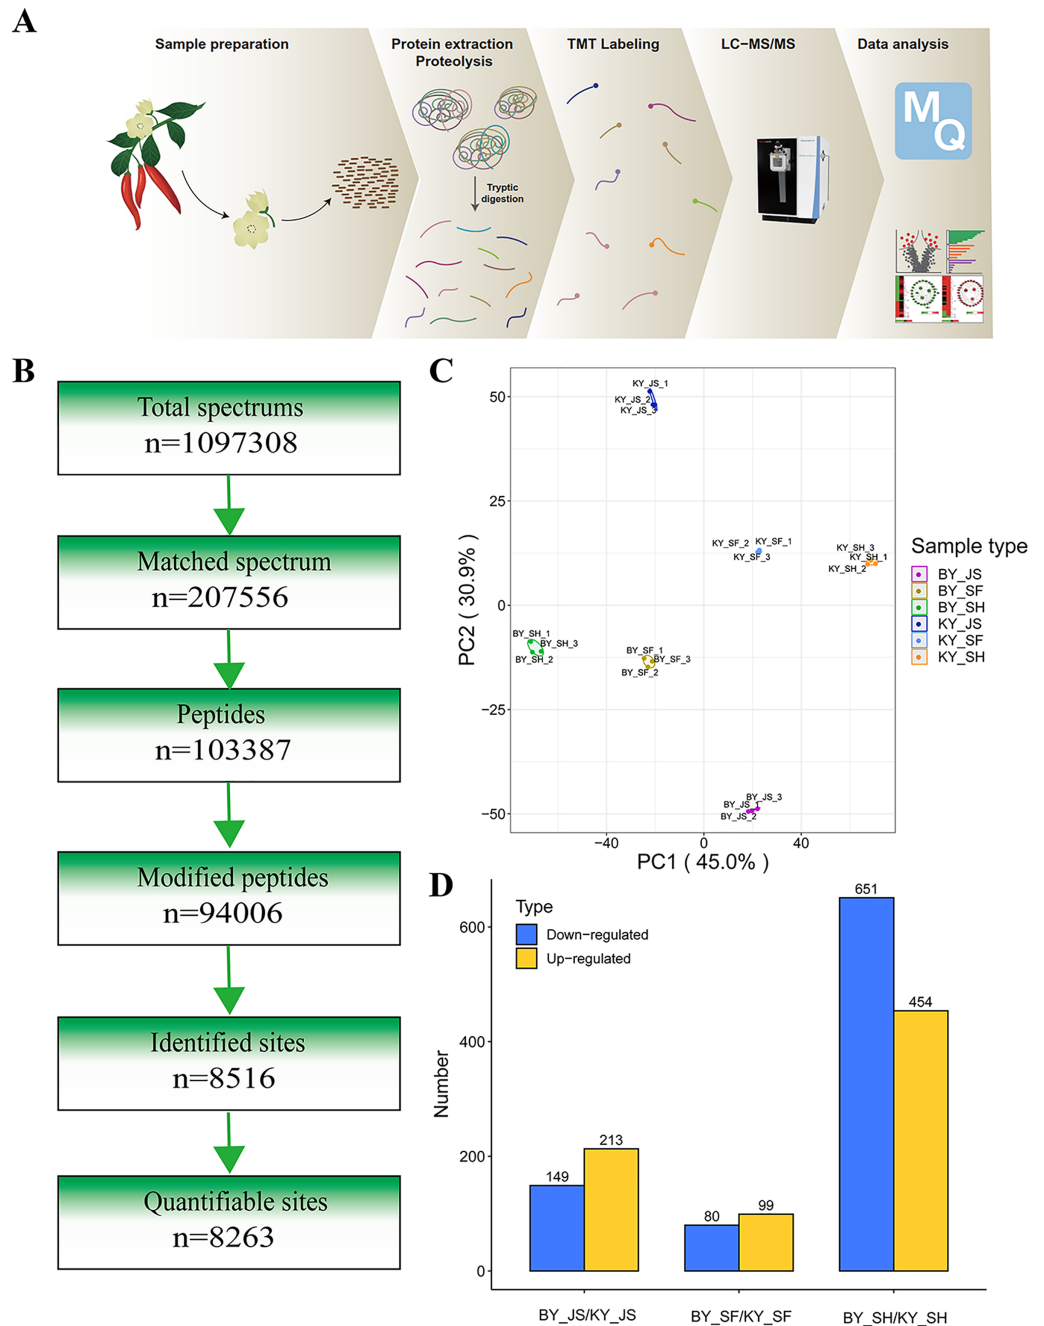 A
Sample preparation
Protein extraction
Proteolysis
TMT Labeling
LC−MS/MS
Data analysis
M
Q
Tryptic
digestion
B
Total spectrums
n=1097308
Matched spectrum
n=207556
Peptides
n=103387
Modified peptides
n=94006
Identified sites
n=8516
Quantifiable sites
n=8263
C
PC2 ( 30.9% )
50
25
0
−25
−50
KY_JS_1
KY_JS_2
KY_JS_3
KY_SF_2
KY_SF_1
KY_SF_3
KY_SH_3
KY_SH_1
KY_SH_2
BY_SH_1
BY_SH_3
BY_SH_2
BY_SF_1
BY_SF_3
BY_SF_2
BY_JS_3
BY_JS_1
BY_JS_2
−40
0
40
PC1 ( 45.0% )
Sample type
BY_JS
BY_SF
BY_SH
KY_JS
KY_SF
KY_SH
D
Number
600
400
200
0
Type
Down−regulated
Up−regulated
149
213
80
99
651
454
BY_JS/KY_JS
BY_SF/KY_SF
BY_SH/KY_SH